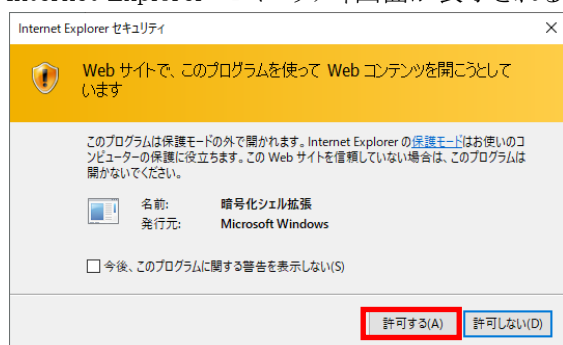 Internet Explorer セキュリティ
Web サイトで、このプログラムを使って Web コンテンツを開こうとして
います
このプログラムは保護モードの外で開かれます。Internet Explorer の保護モードはお使いのコ
ンピューターの保護に役立ちます。この Web サイトを信頼していない場合は、このプログラムは
開かないでください。
名前: 暗号化シェル拡張
発行元: Microsoft Windows
今後、このプログラムに関する警告を表示しない(S)
許可する(A) 許可しない(D)